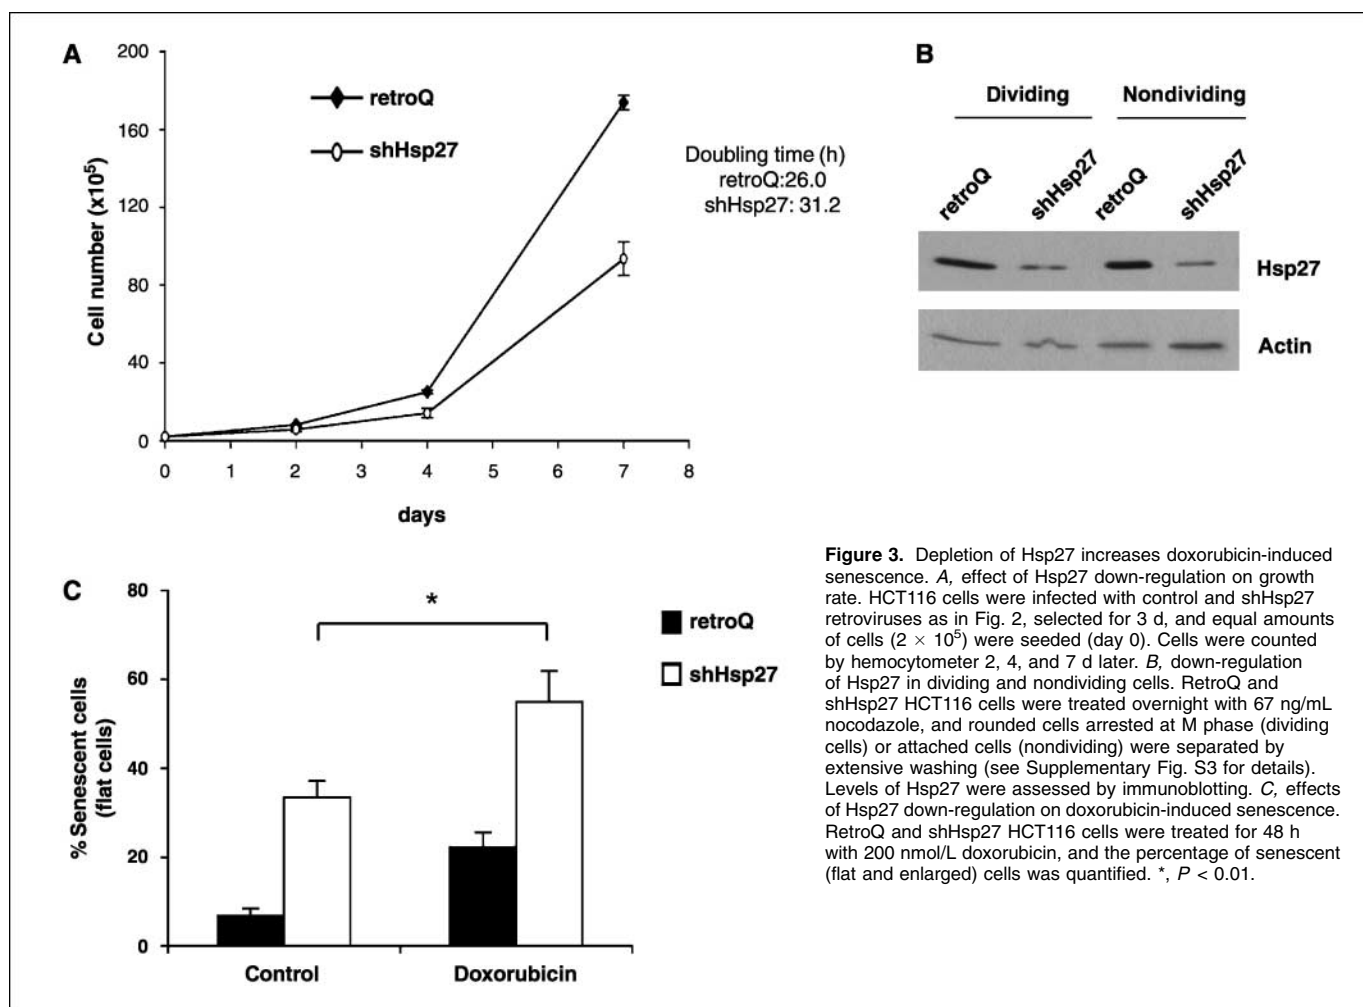 A
200
160
120
80
40
0
Cell number (x10⁵)
retroQ
shHsp27
0 1 2 3 4 5 6 7 8
days
Doubling time (h)
retroQ:26.0
shHsp27: 31.2
B
Dividing Nondividing
retroQ shHsp27 retroQ shHsp27
Hsp27
Actin
C
80
60
40
20
0
% Senescent cells
(flat cells)
*
retroQ
shHsp27
Control Doxorubicin
Figure 3. Depletion of Hsp27 increases doxorubicin-induced
senescence. A, effect of Hsp27 down-regulation on growth
rate. HCT116 cells were infected with control and shHsp27
retroviruses as in Fig. 2, selected for 3 d, and equal amounts
of cells (2 × 10⁵) were seeded (day 0). Cells were counted
by hemocytometer 2, 4, and 7 d later. B, down-regulation
of Hsp27 in dividing and nondividing cells. RetroQ and
shHsp27 HCT116 cells were treated overnight with 67 ng/mL
nocodazole, and rounded cells arrested at M phase (dividing
cells) or attached cells (nondividing) were separated by
extensive washing (see Supplementary Fig. S3 for details).
Levels of Hsp27 were assessed by immunoblotting. C, effects
of Hsp27 down-regulation on doxorubicin-induced senescence.
RetroQ and shHsp27 HCT116 cells were treated for 48 h
with 200 nmol/L doxorubicin, and the percentage of senescent
(flat and enlarged) cells was quantified. *, P < 0.01.